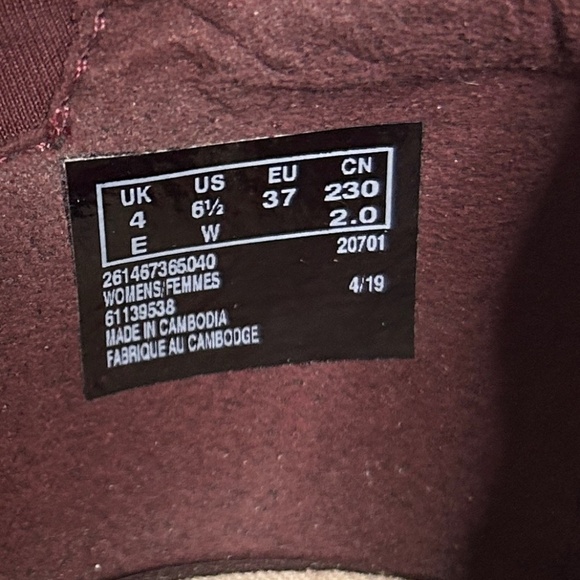 UK US EU CN
4 6½ 37 230
E W 2.0
20701
261467365040
WOMENS/FEMMES 4/19
61139538
MADE IN CAMBODIA
FABRIQUE AU CAMBODGE